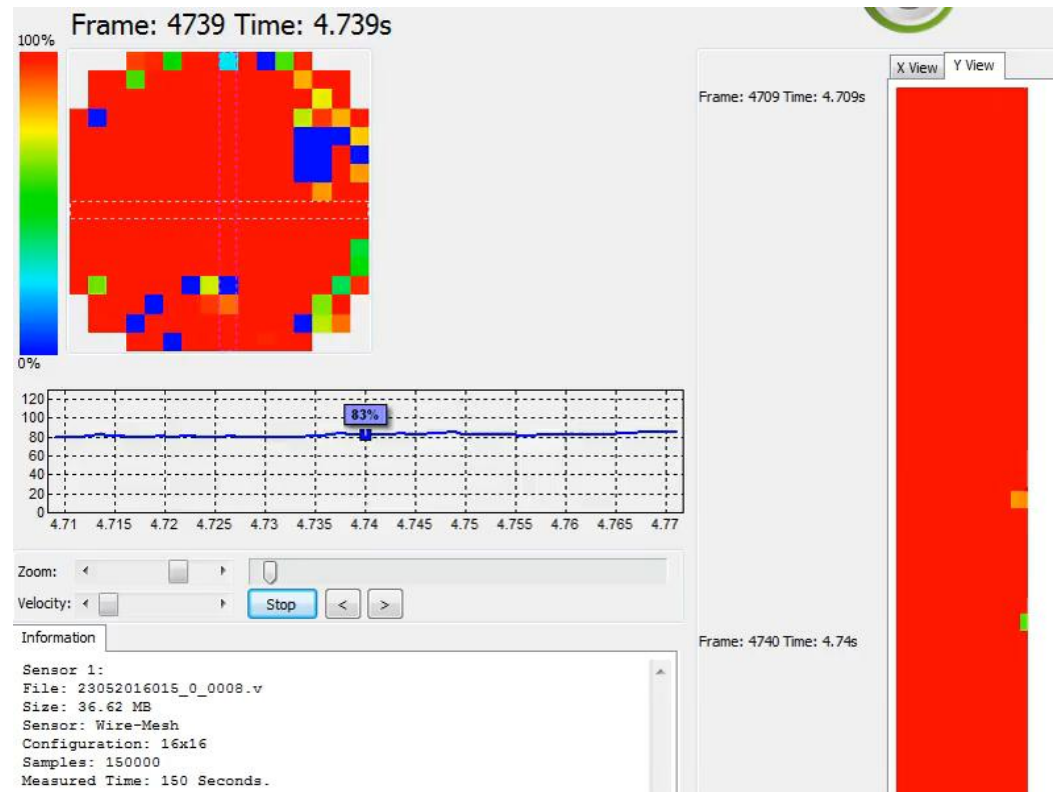 Frame: 4739 Time: 4.739s
100%
0%
120
100
80
60
40
20
0
83%
4.71 4.715 4.72 4.725 4.73 4.735 4.74 4.745 4.75 4.755 4.76 4.765 4.77
Zoom:
Velocity:
Stop < >
Information
Sensor 1:
File: 23052016015_0_0008.v
Size: 36.62 MB
Sensor: Wire-Mesh
Configuration: 16x16
Samples: 150000
Measured Time: 150 Seconds.
X View Y View
Frame: 4709 Time: 4.709s
Frame: 4740 Time: 4.74s